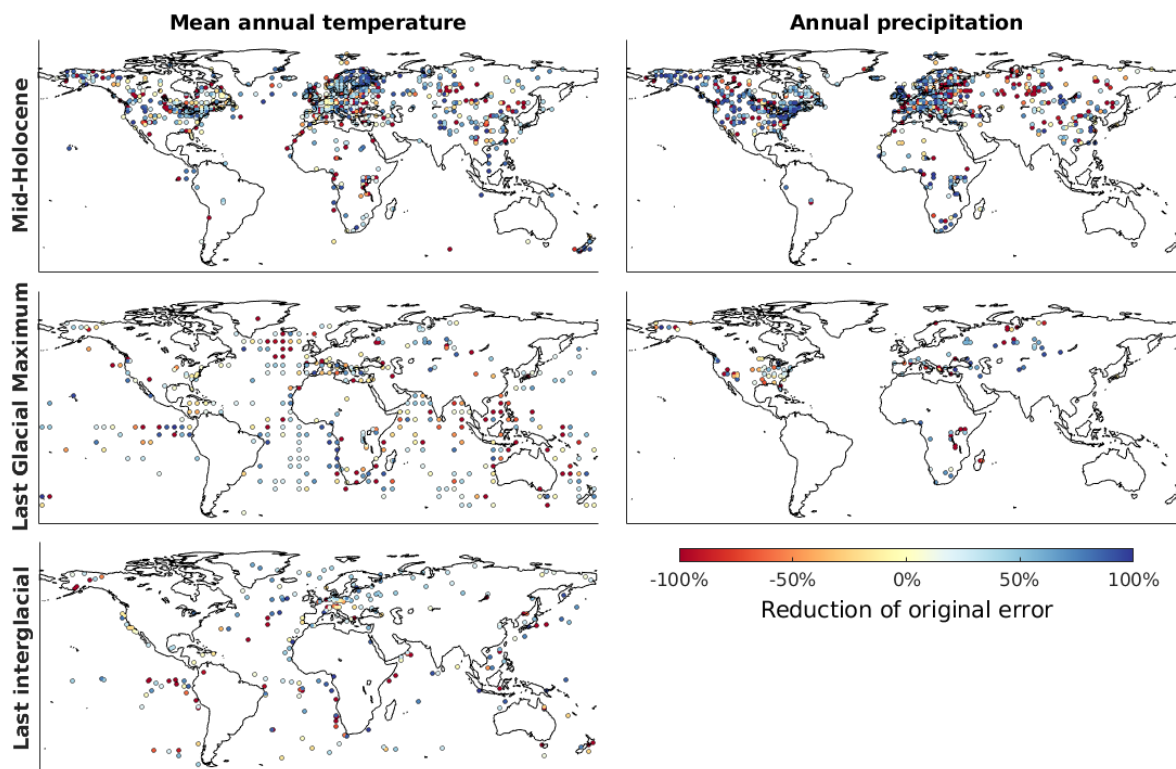 Mean annual temperature
Annual precipitation
Mid-Holocene
Last Glacial Maximum
Last interglacial
-100% -50% 0% 50% 100%
Reduction of original error